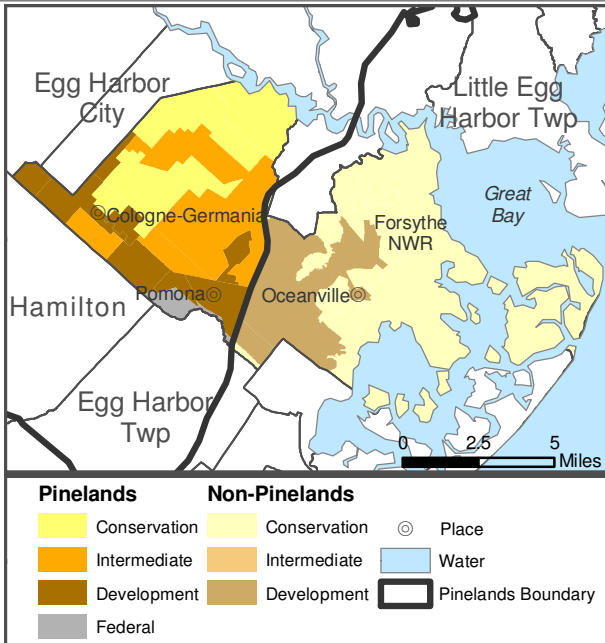 Egg Harbor
City
Little Egg
Harbor Twp
Great
Bay
Cologne-Germania
Forsythe
NWR
Pomona
Oceanville
Hamilton
Egg Harbor
Twp
0 2.5 5
Miles
Pinelands Non-Pinelands
Conservation Conservation Place
Intermediate Intermediate Water
Development Development Pinelands Boundary
Federal